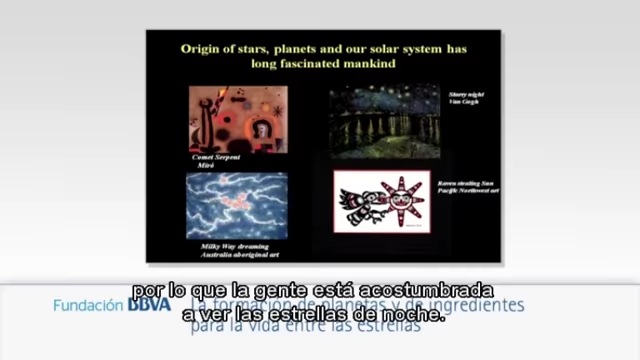 Origin of stars, planets and our solar system has
long fascinated mankind
Starry night
Van Gogh
Comet Serpent
Miró
Raven stealing Sun
Pacific Northwest art
Milky Way dreaming
Australia aboriginal art
por lo que la gente está acostumbrada
a ver las estrellas de noche.
Fundación BBVA
La formación de planetas y de ingredientes
para la vida entre las estrellas